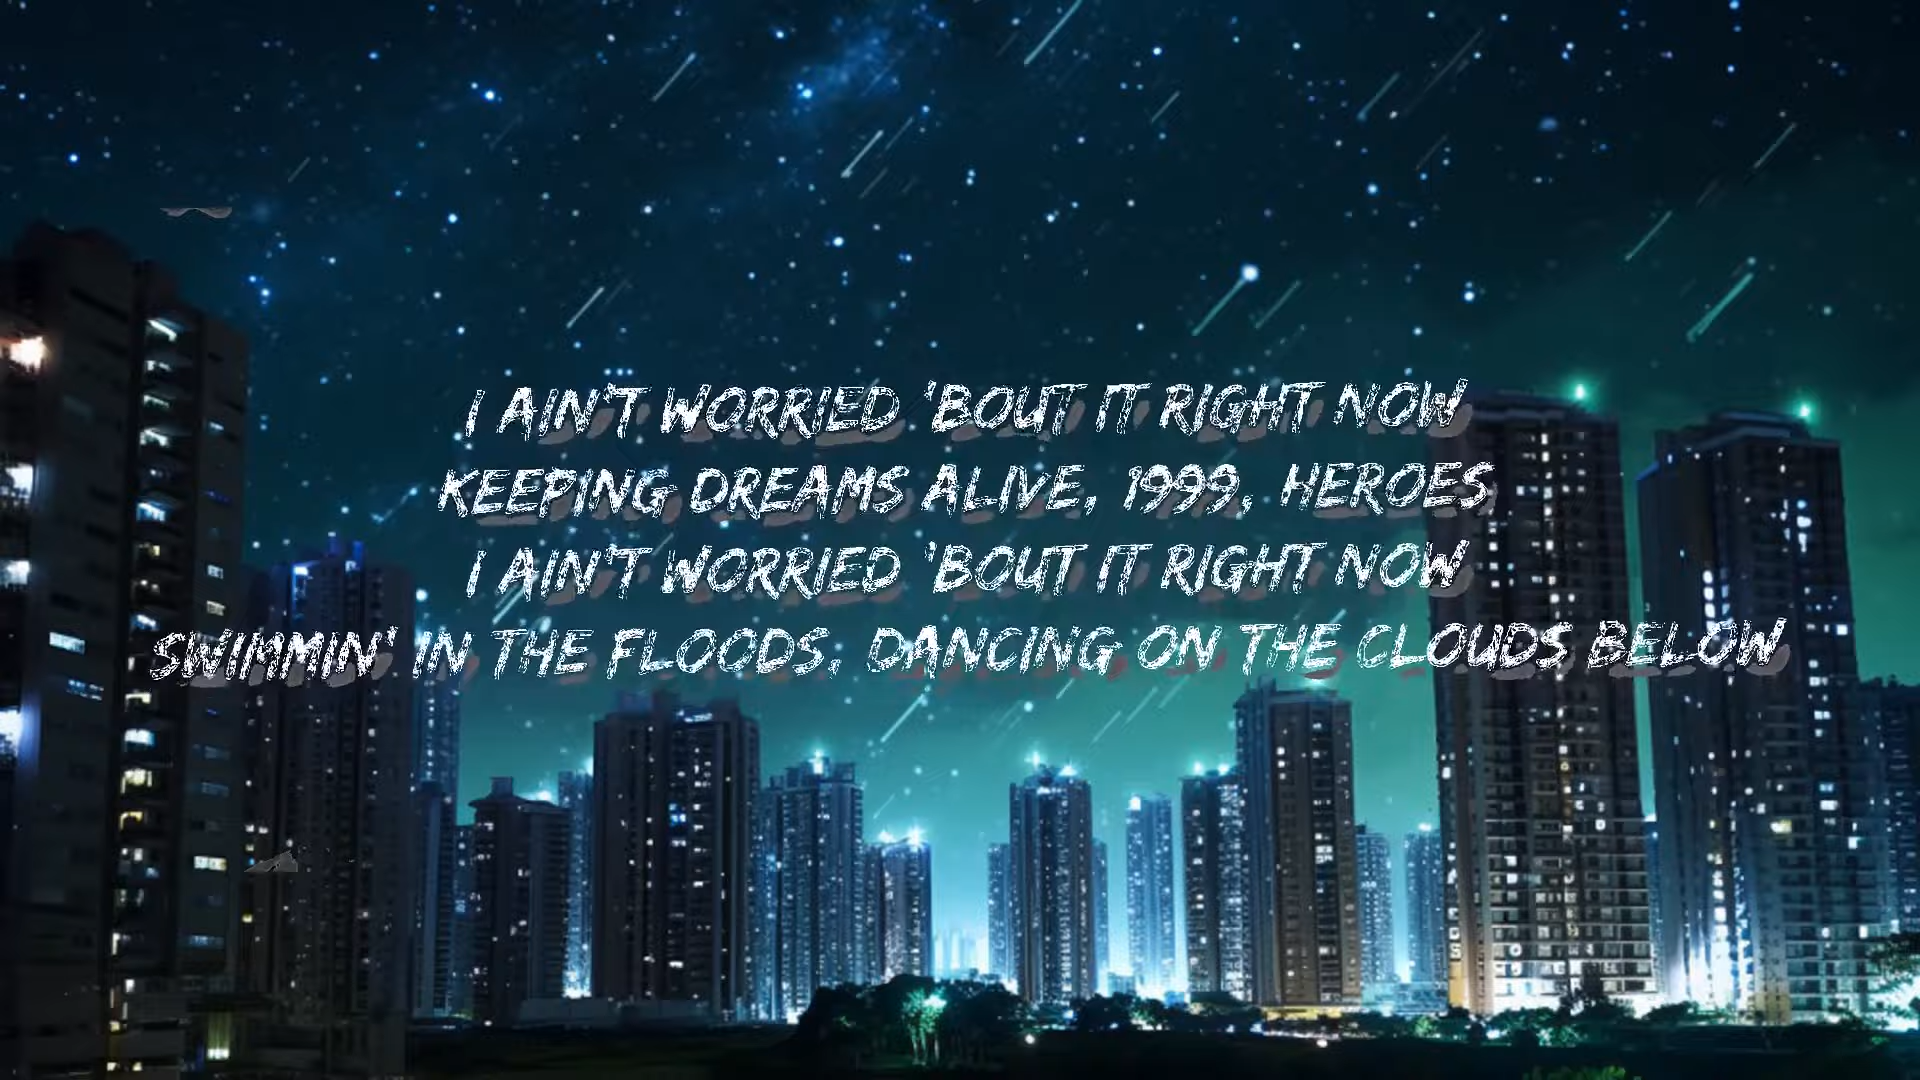 I AIN'T WORRIED 'BOUT IT RIGHT NOW
KEEPING DREAMS ALIVE, 1999, HEROES
I AIN'T WORRIED 'BOUT IT RIGHT NOW
SWIMMIN' IN THE FLOODS, DANCING ON THE CLOUDS BELOW